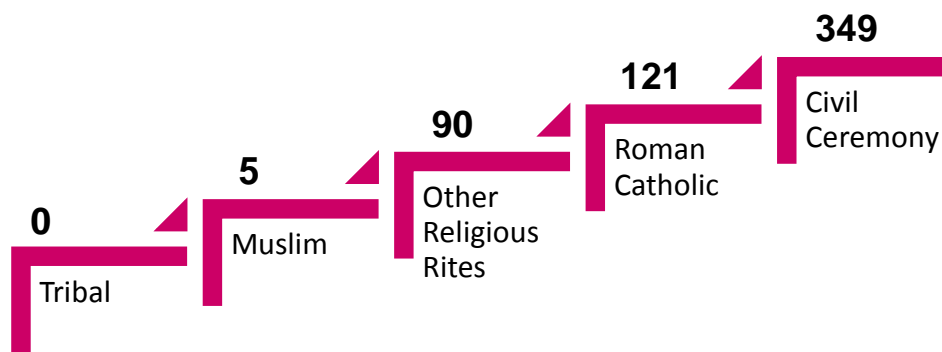 0
Tribal
5
Muslim
90
Other
Religious
Rites
121
Roman
Catholic
349
Civil
Ceremony